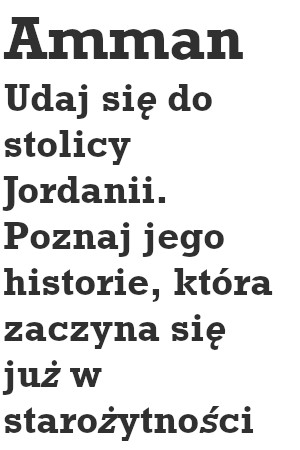 Amman
Udaj się do
stolicy
Jordanii.
Poznaj jego
historie, która
zaczyna się
już w
starożytności